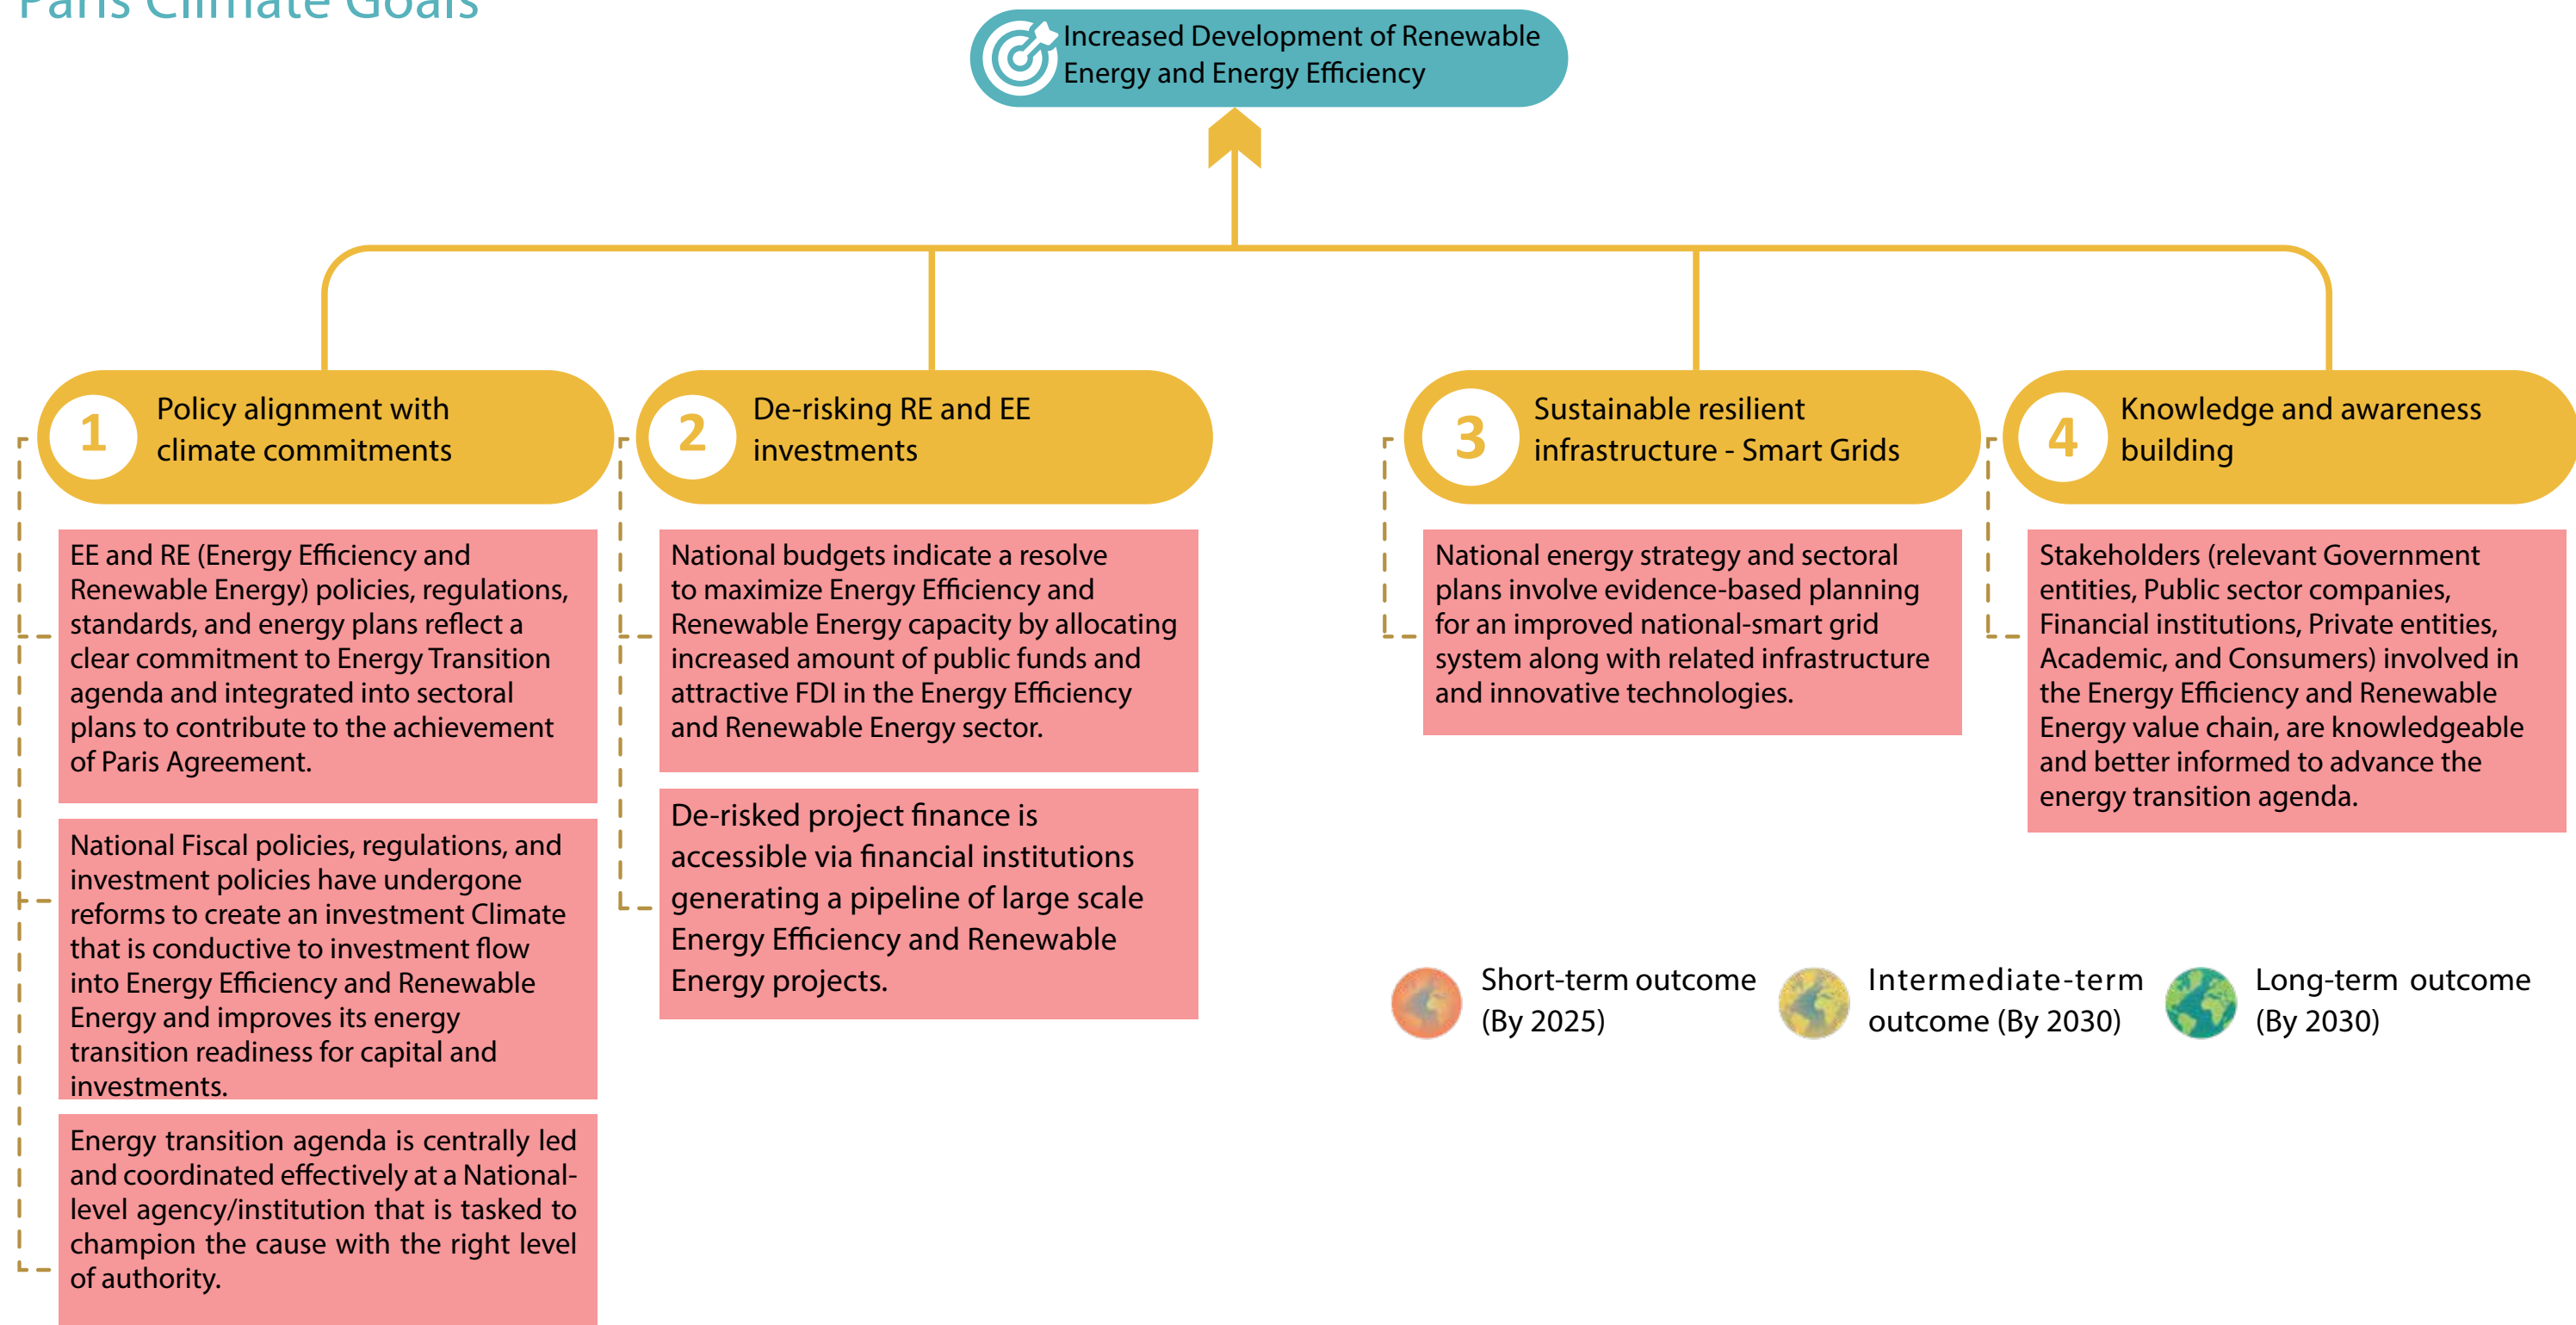 Paris Climate Goals
Increased Development of Renewable
Energy and Energy Efficiency
1
Policy alignment with
climate commitments
EE and RE (Energy Efficiency and
Renewable Energy) policies, regulations,
standards, and energy plans reflect a
clear commitment to Energy Transition
agenda and integrated into sectoral
plans to contribute to the achievement
of Paris Agreement.
National Fiscal policies, regulations, and
investment policies have undergone
reforms to create an investment Climate
that is conductive to investment flow
into Energy Efficiency and Renewable
Energy and improves its energy
transition readiness for capital and
investments.
Energy transition agenda is centrally led
and coordinated effectively at a National-
level agency/institution that is tasked to
champion the cause with the right level
of authority.
2
De-risking RE and EE
investments
National budgets indicate a resolve
to maximize Energy Efficiency and
Renewable Energy capacity by allocating
increased amount of public funds and
attractive FDI in the Energy Efficiency
and Renewable Energy sector.
De-risked project finance is
accessible via financial institutions
generating a pipeline of large scale
Energy Efficiency and Renewable
Energy projects.
3
Sustainable resilient
infrastructure - Smart Grids
National energy strategy and sectoral
plans involve evidence-based planning
for an improved national-smart grid
system along with related infrastructure
and innovative technologies.
4
Knowledge and awareness
building
Stakeholders (relevant Government
entities, Public sector companies,
Financial institutions, Private entities,
Academic, and Consumers) involved in
the Energy Efficiency and Renewable
Energy value chain, are knowledgeable
and better informed to advance the
energy transition agenda.
Short-term outcome
(By 2025)
Intermediate-term
outcome (By 2030)
Long-term outcome
(By 2030)